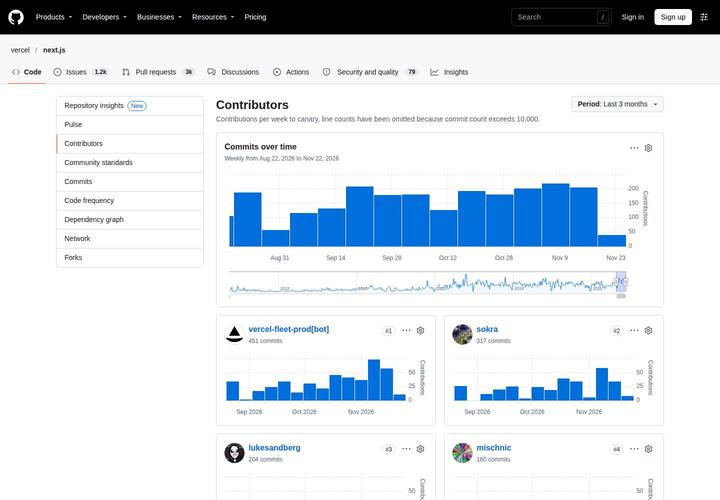 Products Developers Businesses Resources Pricing Search / Sign in Sign up
vercel / next.js
Code Issues 1.2k Pull requests 3k Discussions Actions Security and quality 79 Insights
Repository insights New
Pulse
Contributors
Community standards
Commits
Code frequency
Dependency graph
Network
Forks
Contributors
Period: Last 3 months
Contributions per week to canary, line counts have been omitted because commit count exceeds 10,000.
Commits over time
Weekly from Aug 22, 2026 to Nov 22, 2026
200
150
100
50
0
Contributions
Aug 31 Sep 14 Sep 28 Oct 12 Oct 26 Nov 9 Nov 23
vercel-fleet-prod[bot] #1
451 commits
50
25
0
Contributions
Sep 2026 Oct 2026 Nov 2026
sokra #2
317 commits
50
25
0
Contributions
Sep 2026 Oct 2026 Nov 2026
lukesandberg #3
204 commits
50
mischnic #4
160 commits
50